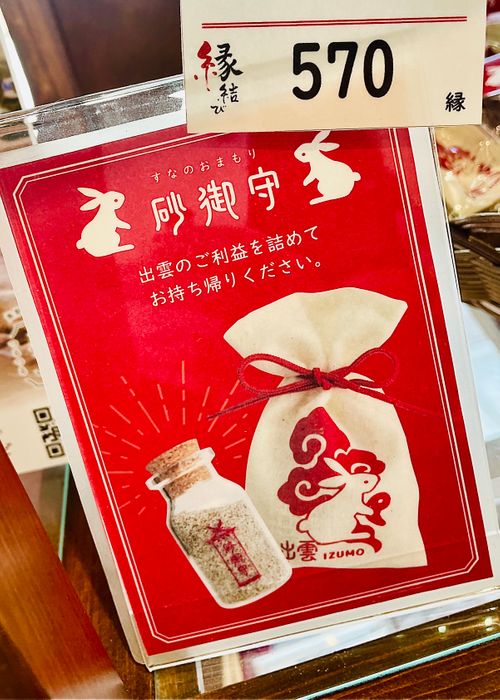 縁結び
570
縁
すなのおまもり
砂御守
出雲のご利益を詰めて
お持ち帰りください。
出雲 IZUMO